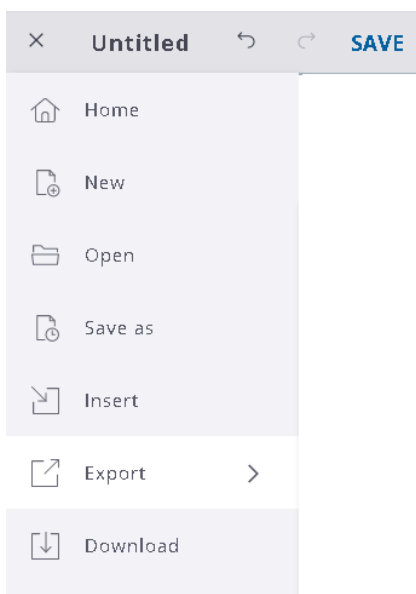 Untitled SAVE
Home
New
Open
Save as
Insert
Export
Download